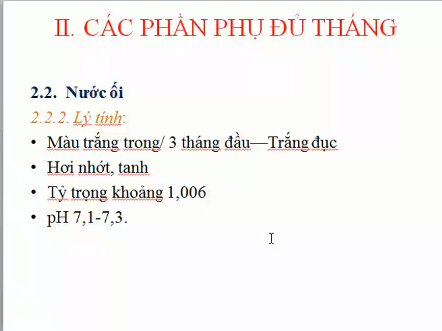 II. CÁC PHẦN PHỤ ĐỦ THÁNG
2.2. Nước ối
2.2.2. Lý tính:
• Màu trắng trong/ 3 tháng đầu—Trắng đục
• Hơi nhớt, tanh
• Tỷ trọng khoảng 1,006
• pH 7,1-7,3.